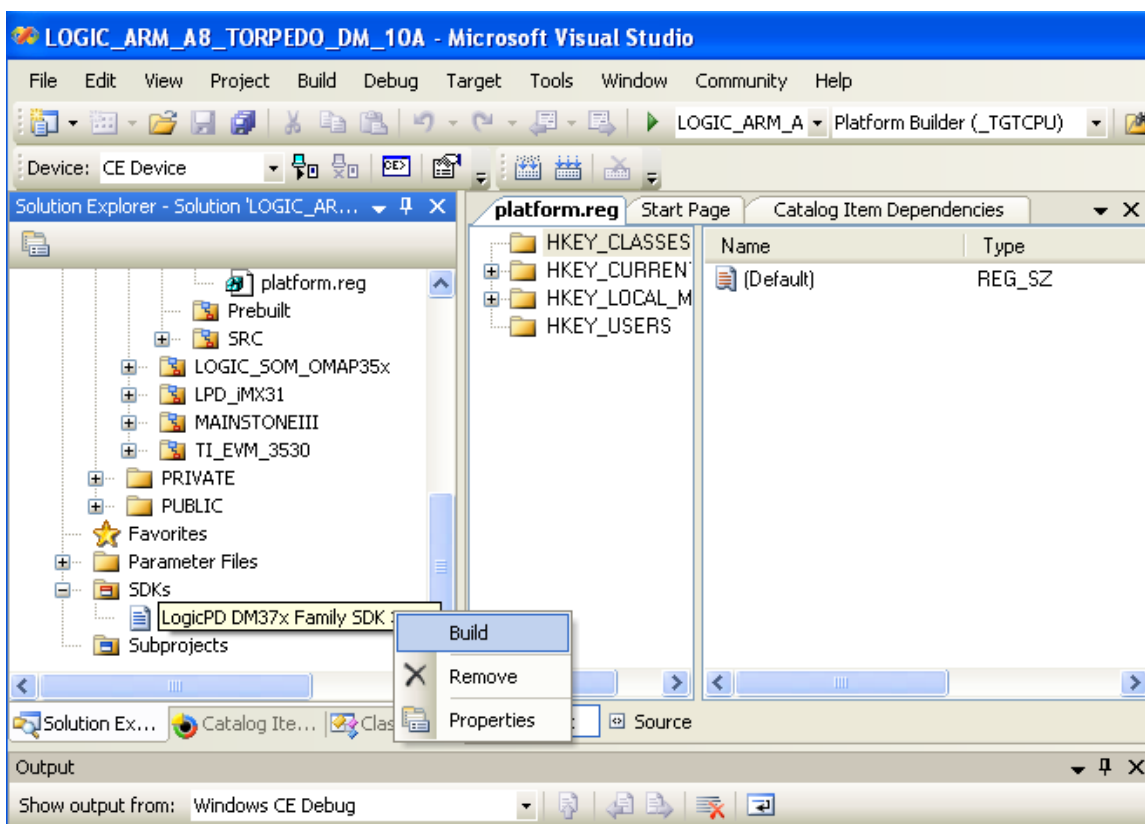 LOGIC_ARM_A8_TORPEDO_DM_10A - Microsoft Visual Studio
File Edit View Project Build Debug Target Tools Window Community Help
LOGIC_ARM_A Platform Builder (_TGTCPU)
Device: CE Device CE>
Solution Explorer - Solution 'LOGIC_AR...
platform.reg Start Page Catalog Item Dependencies
HKEY_CLASSES Name Type
platform.reg HKEY_CURREN (Default) REG_SZ
Prebuilt HKEY_LOCAL_M
SRC HKEY_USERS
LOGIC_SOM_OMAP35x
LPD_iMX31
MAINSTONEIII
TI_EVM_3530
PRIVATE
PUBLIC
Favorites
Parameter Files
SDKs
LogicPD DM37x Family SDK
Build
Subprojects
Remove
Properties
Solution Ex... Catalog Ite... Clas Source
Output
Show output from: Windows CE Debug